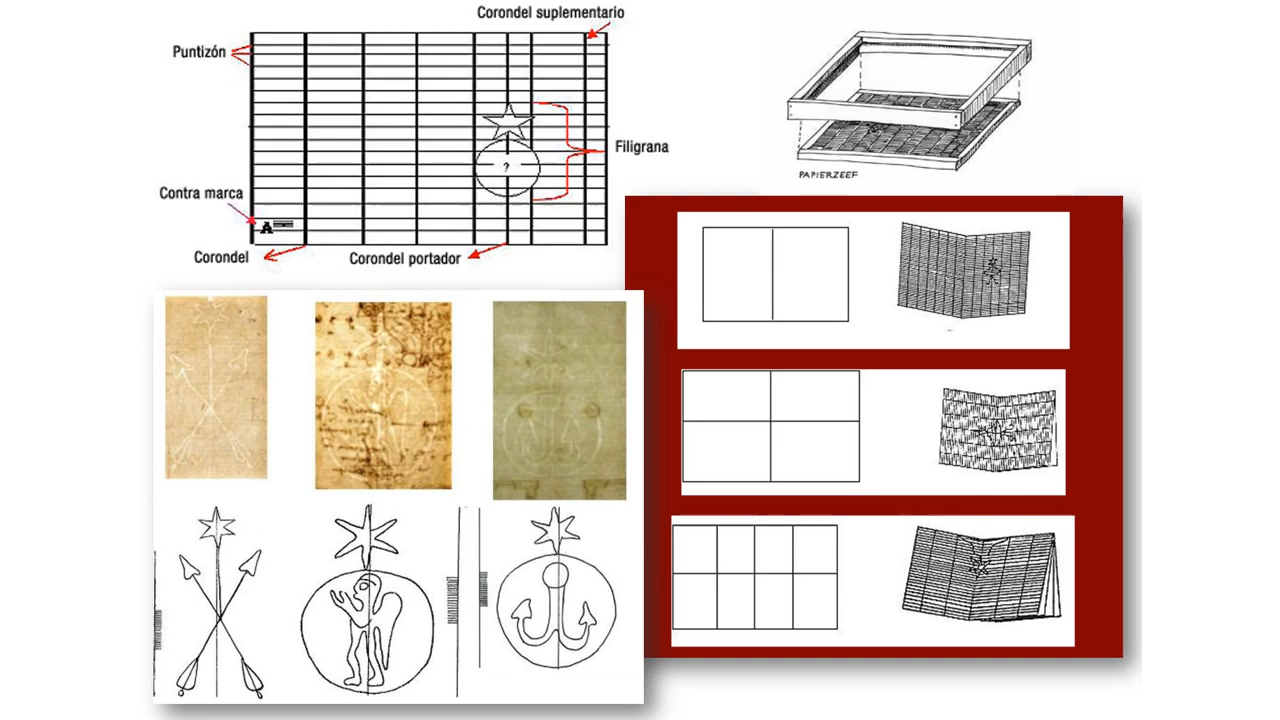 Corondel suplementario
Puntizón
Filigrana
?
Contra marca
A
Corondel
Corondel portador
PAPIERZEEF